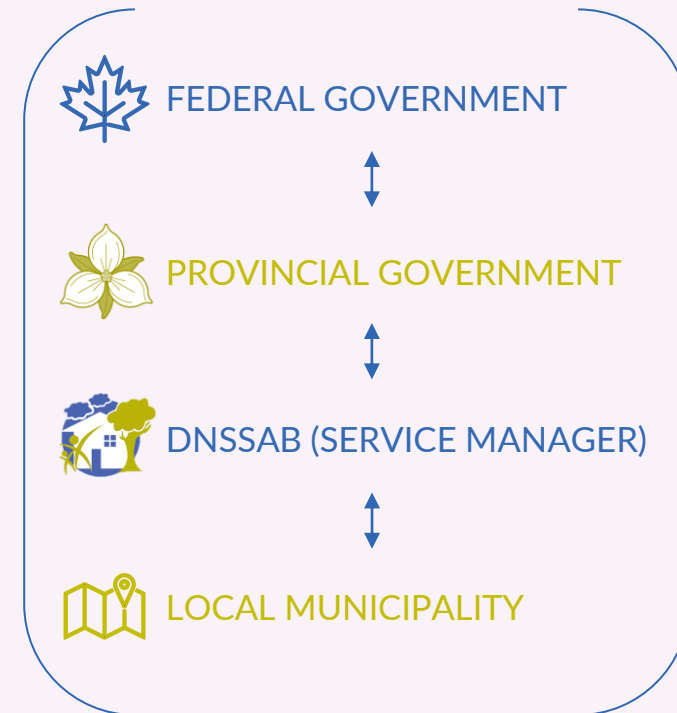 FEDERAL GOVERNMENT
PROVINCIAL GOVERNMENT
DNSSAB (SERVICE MANAGER)
LOCAL MUNICIPALITY